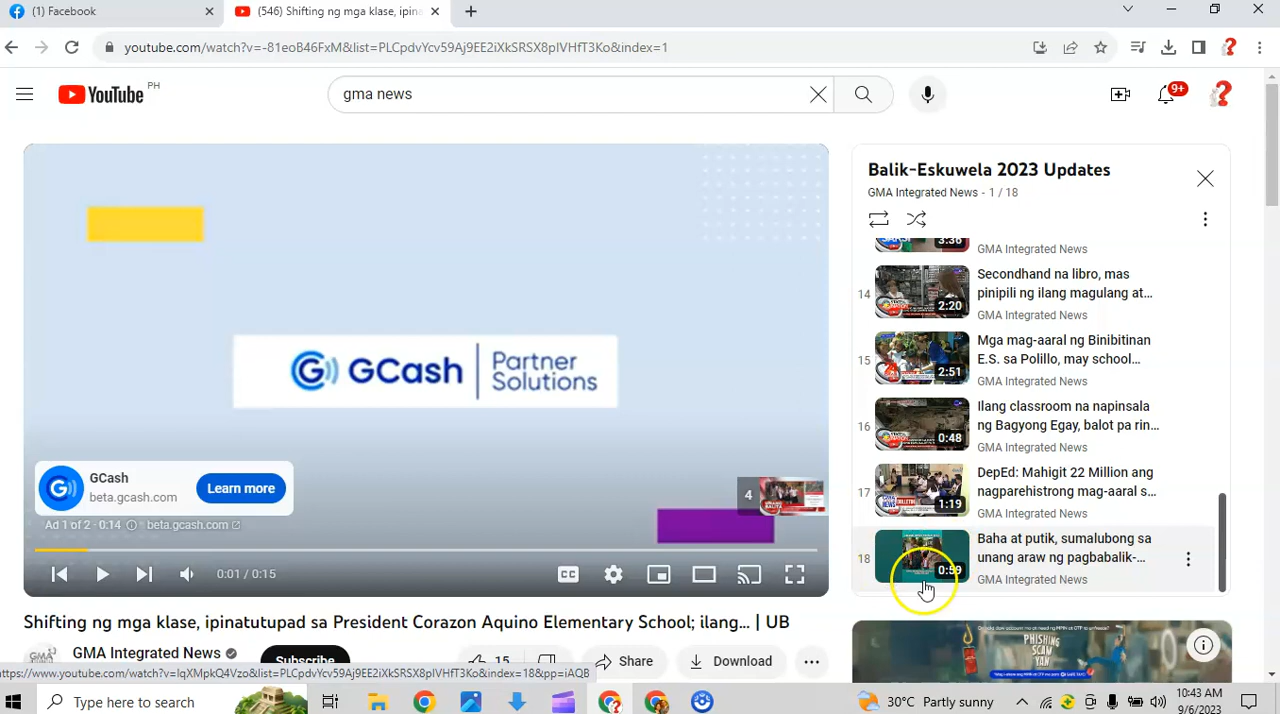 (1) Facebook
(546) Shifting ng mga klase, ipina
youtube.com/watch?v=-81eoB46FxM&list=PLCpdvYcv59Aj9EE2iXkSRSX8pIVHfT3Ko&index=1
YouTube PH
gma news
9+
GCash Partner Solutions
GCash
beta.gcash.com
Learn more
Ad 1 of 2 · 0:14 beta.gcash.com
4
0:01 / 0:15
Shifting ng mga klase, ipinatutupad sa President Corazon Aquino Elementary School; ilang... | UB
GMA Integrated News
Subscribe
15
Share
Download
https://www.youtube.com/watch?v=IqXMpkQ4Vzo&list=PLCpdvYcv59Aj9EE2iXkSRSX8pIVHfT3Ko&index=18&pp=iAQB
Balik-Eskuwela 2023 Updates
GMA Integrated News - 1 / 18
3:36
GMA Integrated News
14
2:20
Secondhand na libro, mas
pinipili ng ilang magulang at...
GMA Integrated News
15
2:51
Mga mag-aaral ng Binibitinan
E.S. sa Polillo, may school...
GMA Integrated News
16
0:48
Ilang classroom na napinsala
ng Bagyong Egay, balot pa rin...
GMA Integrated News
17
1:19
DepEd: Mahigit 22 Million ang
nagparehistrong mag-aaral s...
GMA Integrated News
18
0:59
Baha at putik, sumalubong sa
unang araw ng pagbabalik-...
GMA Integrated News
PHISHING
SCAM
YAN
Type here to search
30°C Partly sunny
10:43 AM
9/6/2023